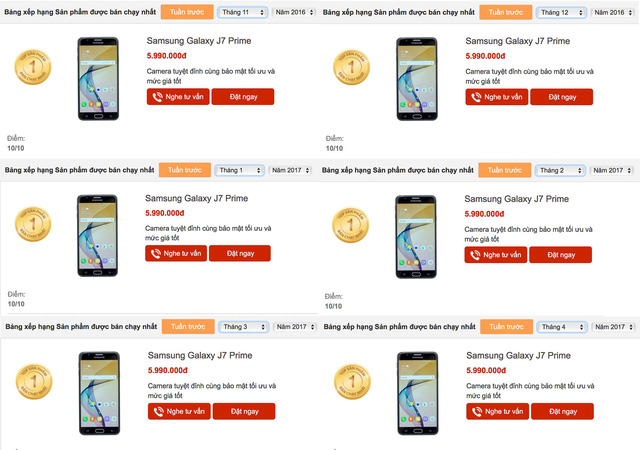 Bảng xếp hạng Sản phẩm được bán chạy nhất Tuần trước Tháng 11 Năm 2016
Samsung Galaxy J7 Prime
5.990.000đ
Camera tuyệt đỉnh cùng bảo mật tối ưu và
mức giá tốt
Nghe tư vấn Đặt ngay
1
Điểm:
10/10
Bảng xếp hạng Sản phẩm được bán chạy nhất Tuần trước Tháng 12 Năm 2016
Samsung Galaxy J7 Prime
5.990.000đ
Camera tuyệt đỉnh cùng bảo mật tối ưu và
mức giá tốt
Nghe tư vấn Đặt ngay
1
Điểm:
10/10
Bảng xếp hạng Sản phẩm được bán chạy nhất Tuần trước Tháng 1 Năm 2017
Samsung Galaxy J7 Prime
5.990.000đ
Camera tuyệt đỉnh cùng bảo mật tối ưu và
mức giá tốt
Nghe tư vấn Đặt ngay
1
Điểm:
10/10
Bảng xếp hạng Sản phẩm được bán chạy nhất Tuần trước Tháng 2 Năm 2017
Samsung Galaxy J7 Prime
5.990.000đ
Camera tuyệt đỉnh cùng bảo mật tối ưu và
mức giá tốt
Nghe tư vấn Đặt ngay
1
Điểm:
10/10
Bảng xếp hạng Sản phẩm được bán chạy nhất Tuần trước Tháng 3 Năm 2017
Samsung Galaxy J7 Prime
5.990.000đ
Camera tuyệt đỉnh cùng bảo mật tối ưu và
mức giá tốt
Nghe tư vấn Đặt ngay
1
Bảng xếp hạng Sản phẩm được bán chạy nhất Tuần trước Tháng 4 Năm 2017
Samsung Galaxy J7 Prime
5.990.000đ
Camera tuyệt đỉnh cùng bảo mật tối ưu và
mức giá tốt
Nghe tư vấn Đặt ngay
1